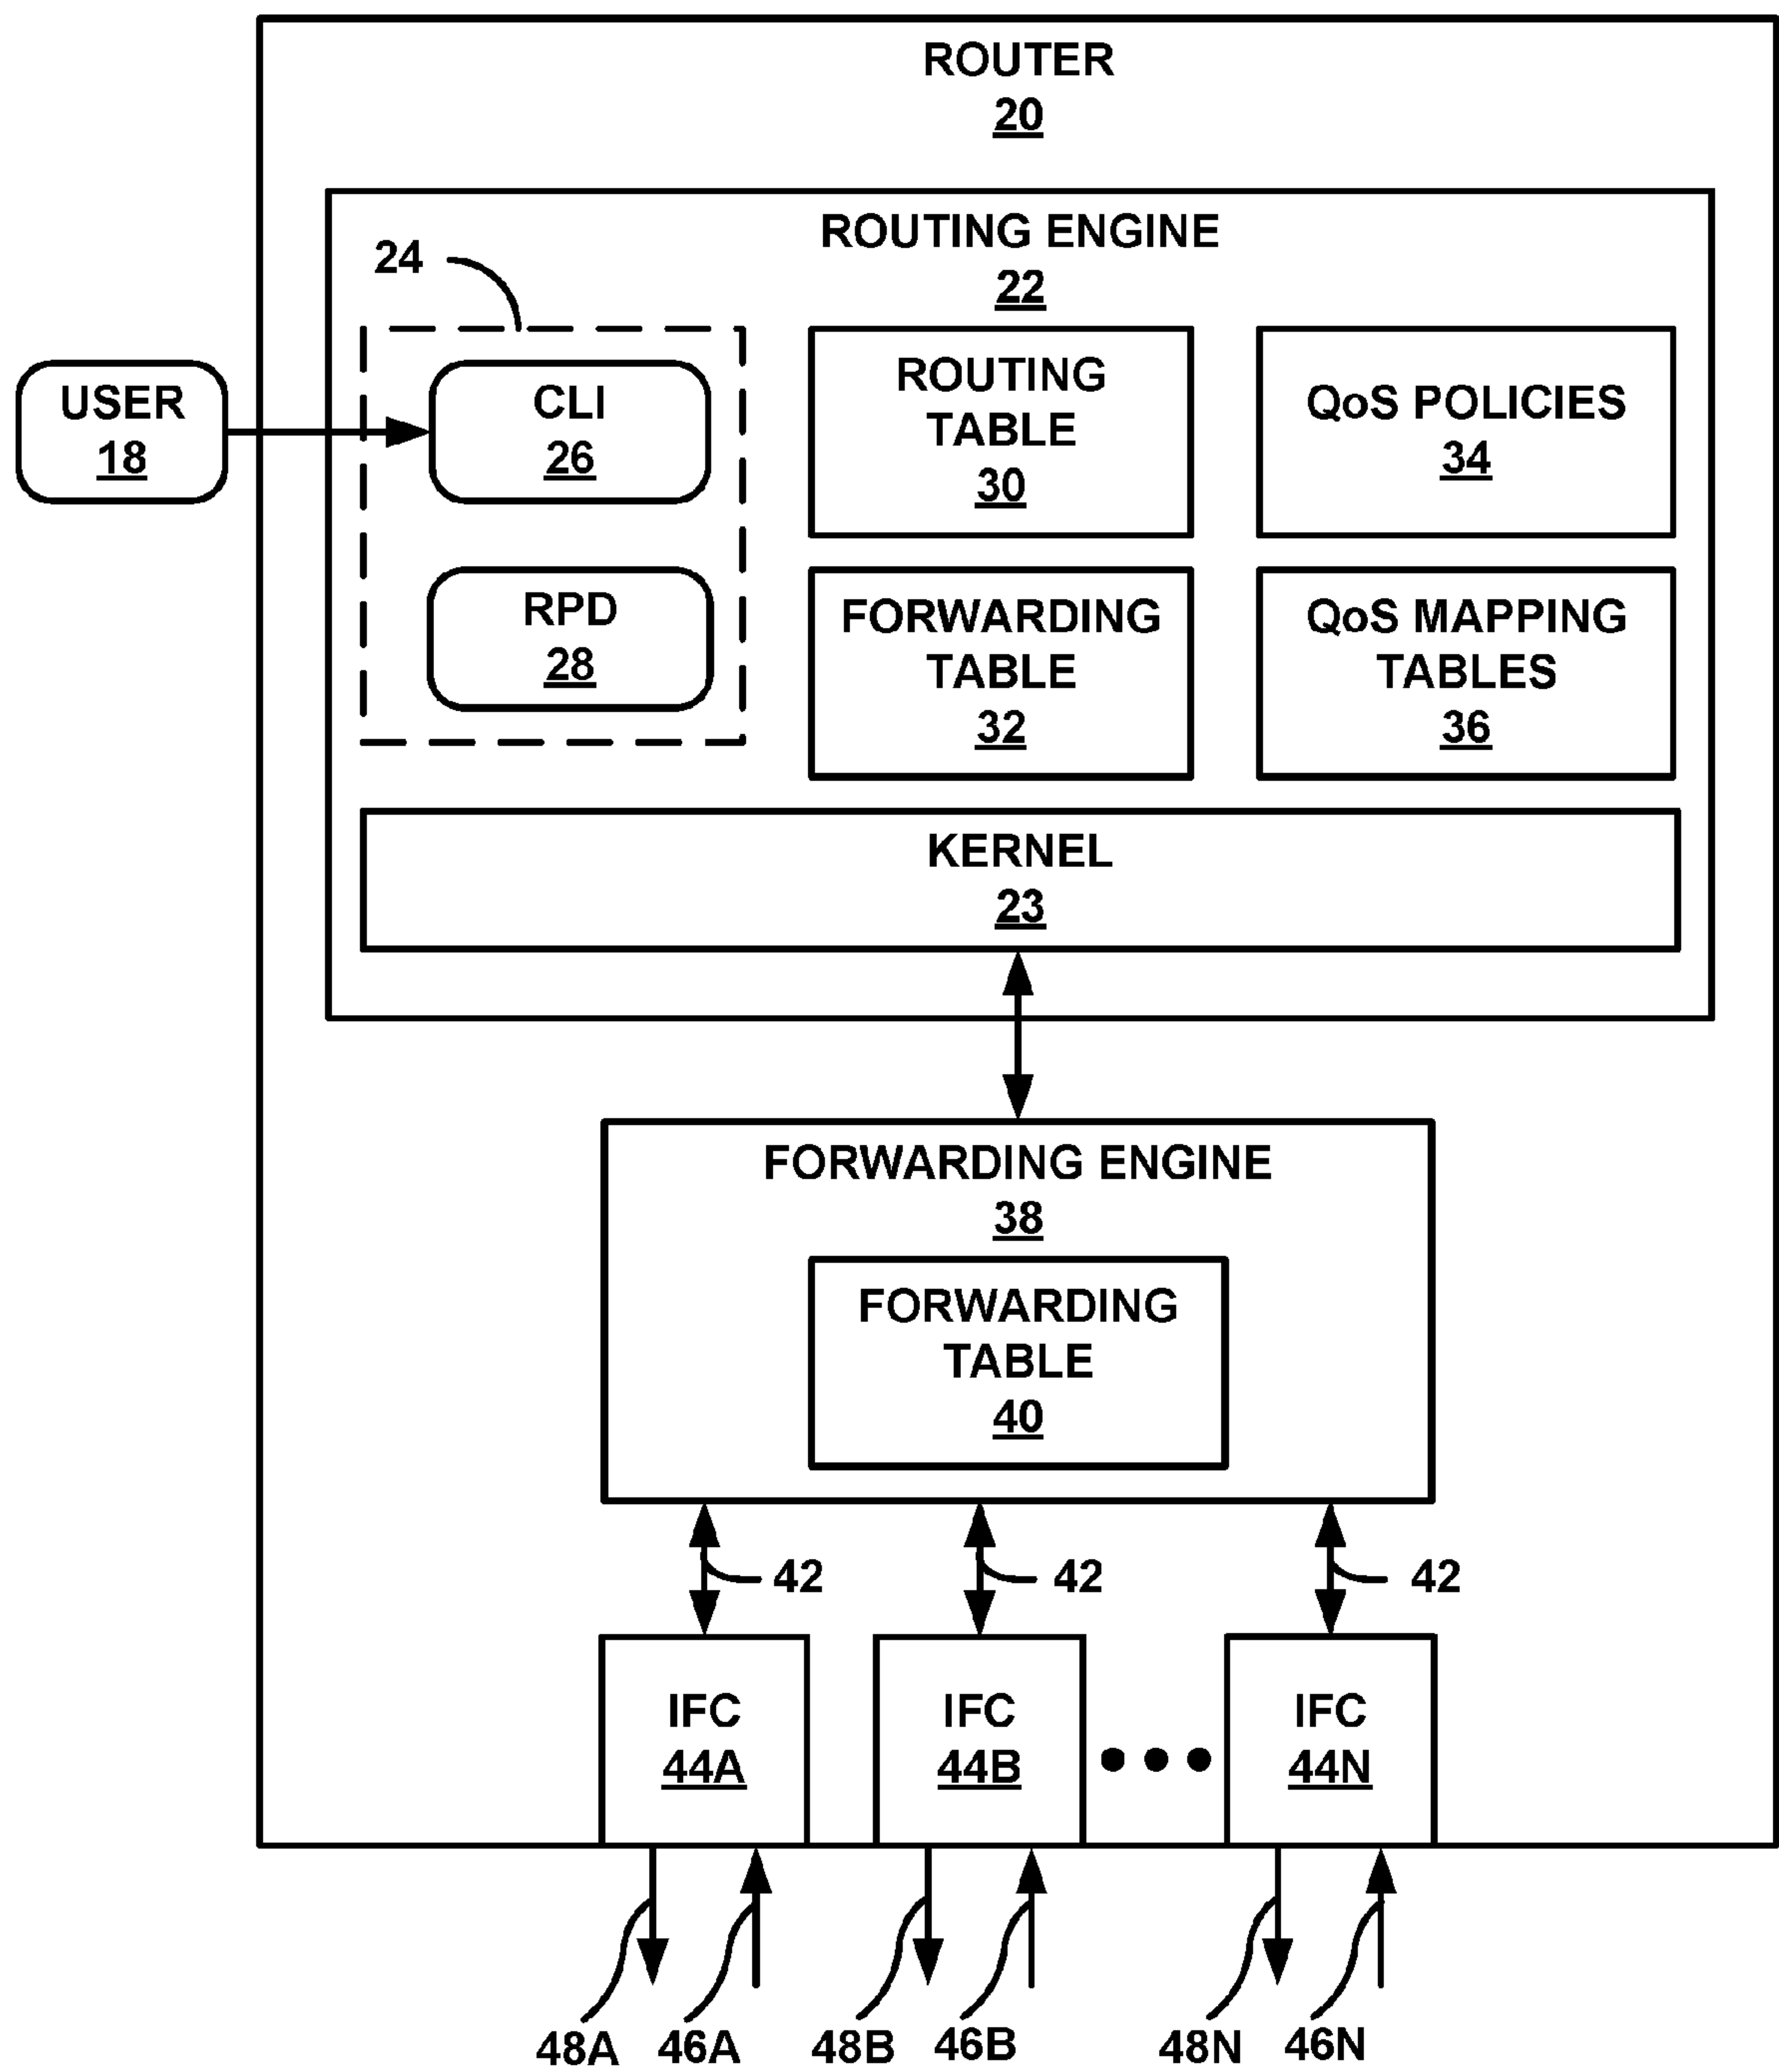 ROUTER
20
ROUTING ENGINE
22
24
USER
18
CLI
26
RPD
28
ROUTING
TABLE
30
QoS POLICIES
34
FORWARDING
TABLE
32
QoS MAPPING
TABLES
36
KERNEL
23
FORWARDING ENGINE
38
FORWARDING
TABLE
40
42
42
42
IFC
44A
IFC
44B
IFC
44N
48A
46A
48B
46B
48N
46N